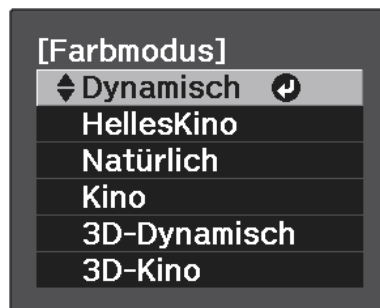 [Farbmodus]
Dynamisch
HellesKino
Natürlich
Kino
3D-Dynamisch
3D-Kino